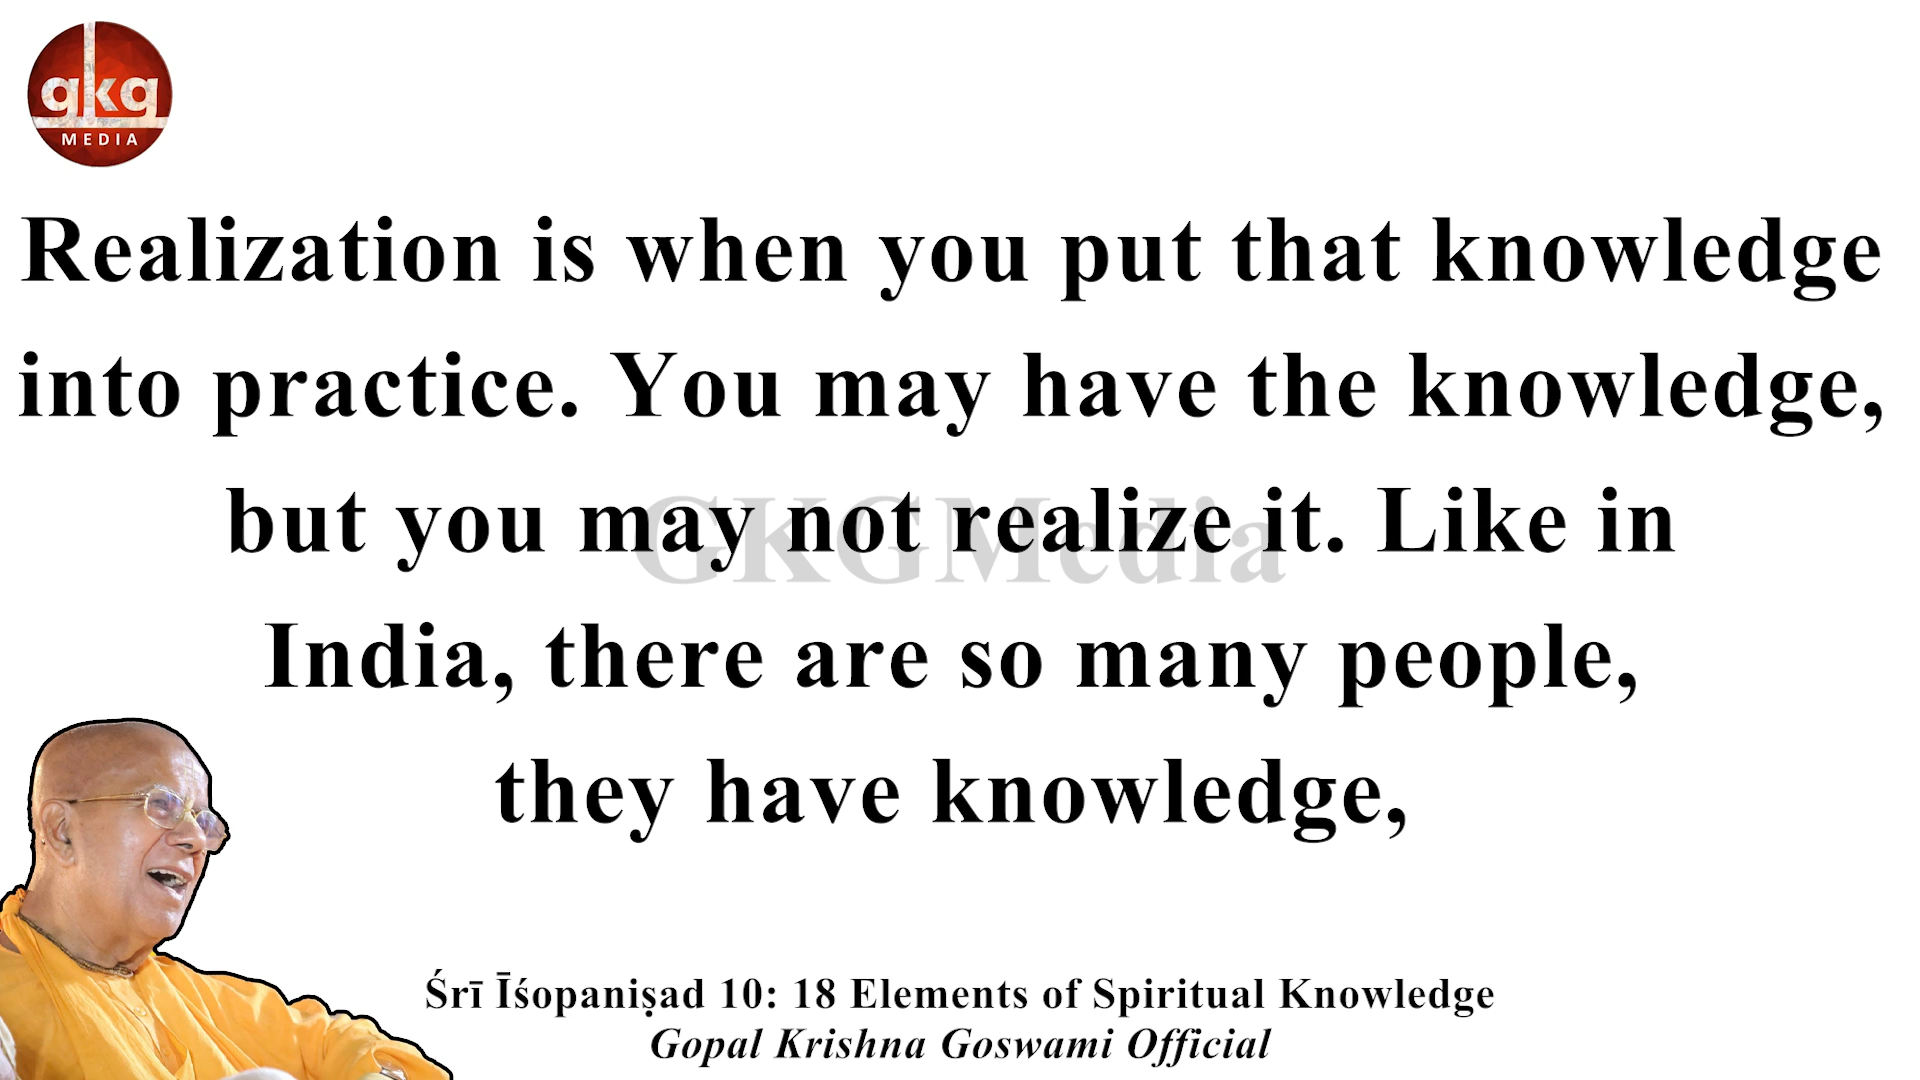 gkg
MEDIA
Realization is when you put that knowledge
into practice. You may have the knowledge,
but you may not realize it. Like in
GKGMedia
India, there are so many people,
they have knowledge,
Śrī Īśopaniṣad 10: 18 Elements of Spiritual Knowledge
Gopal Krishna Goswami Official